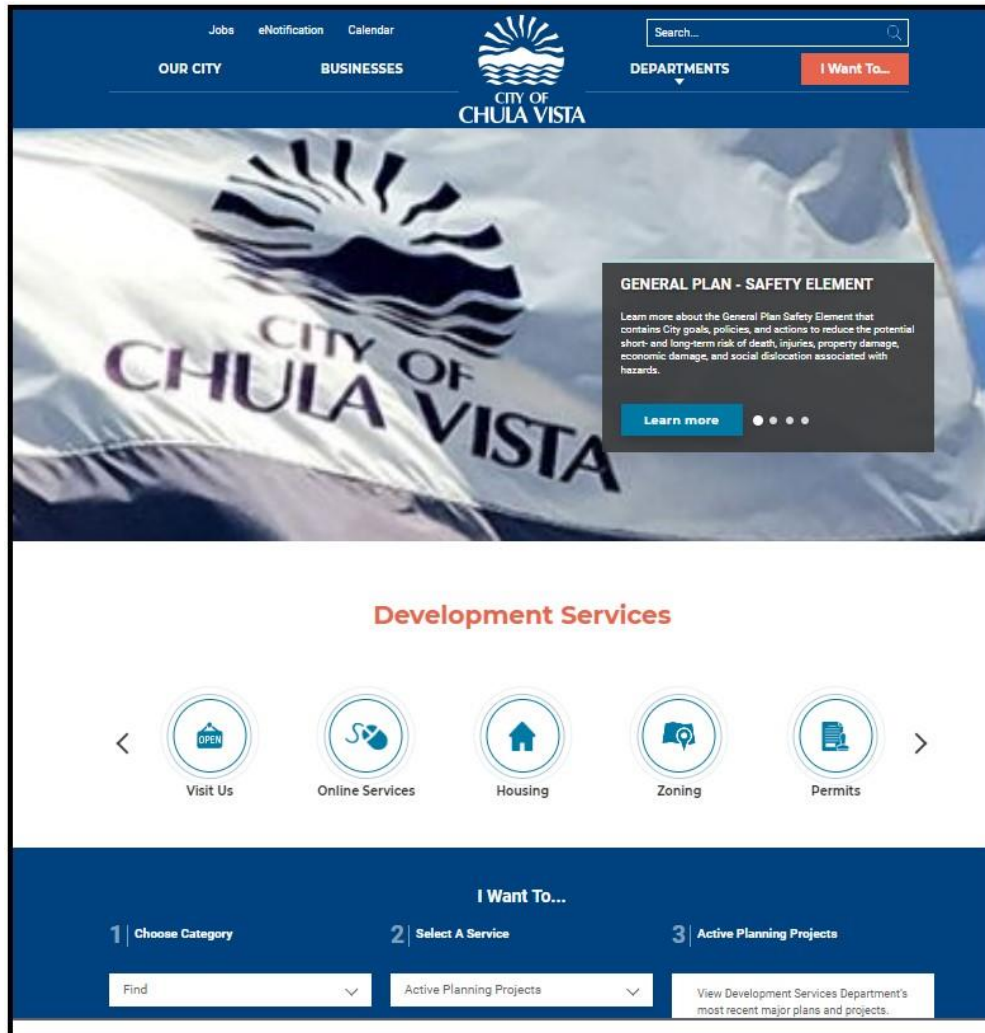 Jobs eNotification Calendar
Search...
OUR CITY BUSINESSES DEPARTMENTS I Want To...
CITY OF
CHULA VISTA
CITY OF
CHULA VISTA
GENERAL PLAN - SAFETY ELEMENT
Learn more about the General Plan Safety Element that
contains City goals, policies, and actions to reduce the potential
short- and long-term risk of death, injuries, property damage,
economic damage, and social dislocation associated with
hazards.
Learn more
Development Services
OPEN
Visit Us Online Services Housing Zoning Permits
I Want To...
1 Choose Category 2 Select A Service 3 Active Planning Projects
Find Active Planning Projects
View Development Services Department's
most recent major plans and projects.